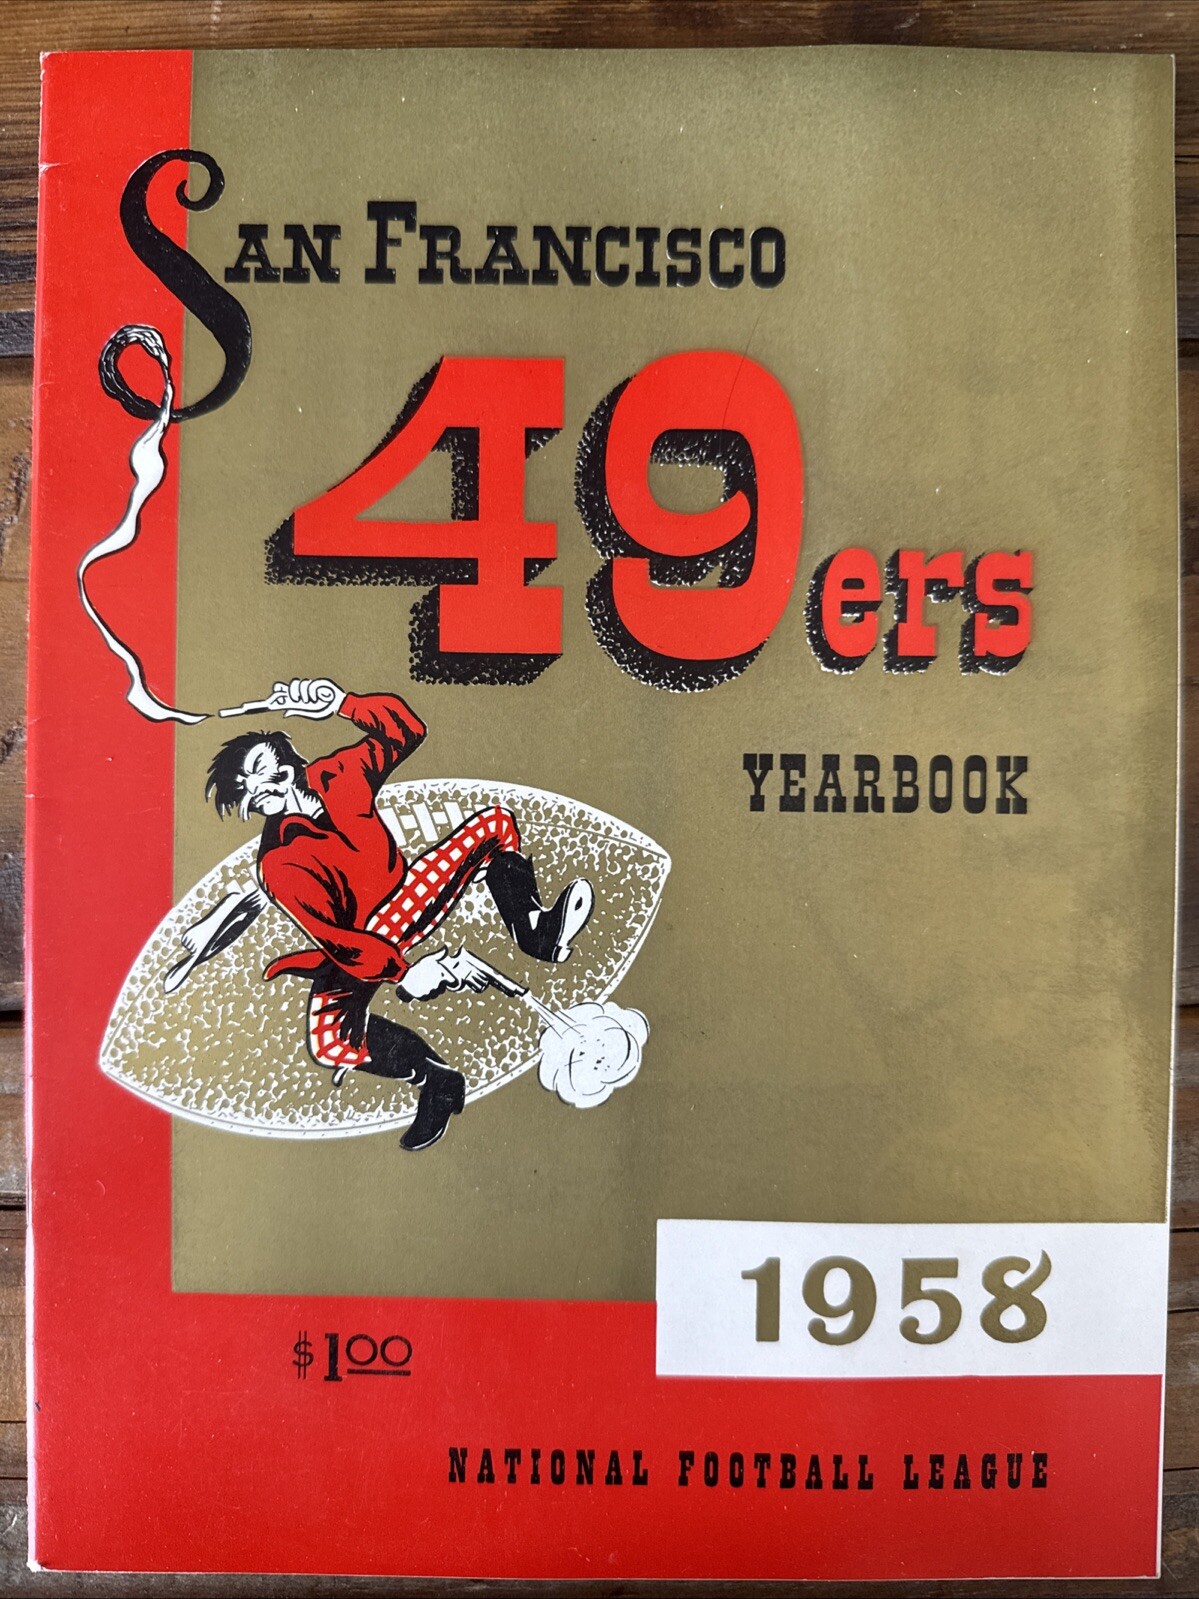 San Francisco
49ers
YEARBOOK
1958
$1.00
NATIONAL FOOTBALL LEAGUE